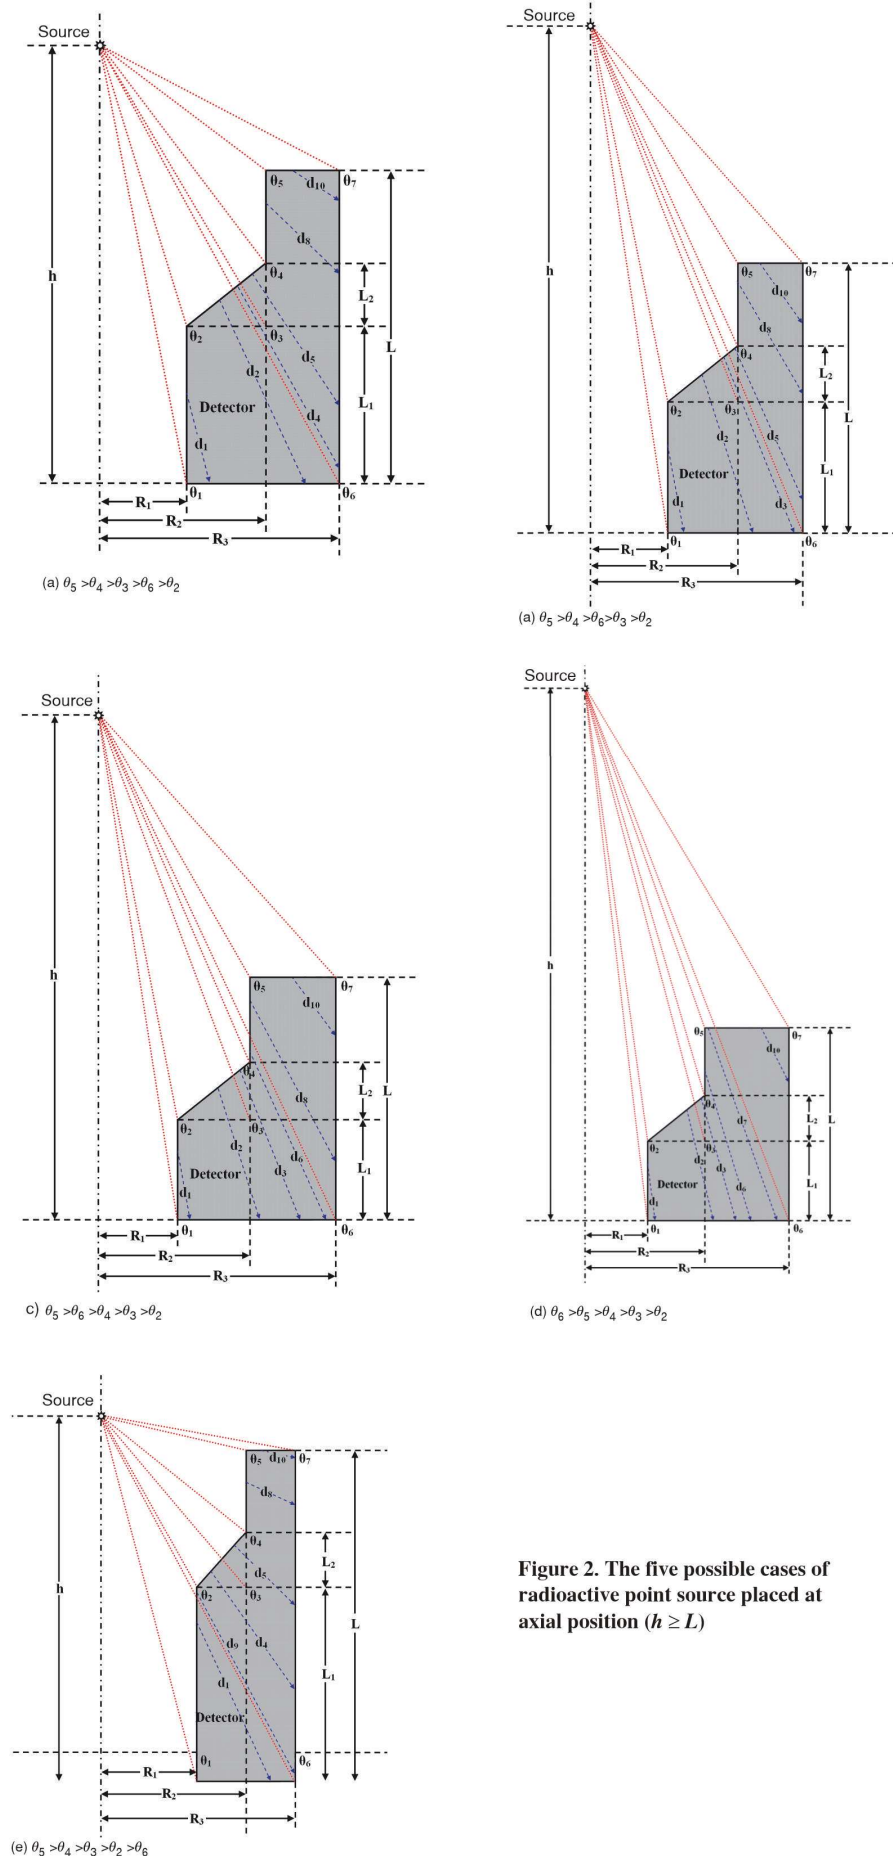 Source
h
θ5
d10
θ7
d8
θ4
L2
θ2
θ3
d5
L
d2
Detector
L1
d4
d1
θ1
θ6
R1
R2
R3
(a) θ5 >θ4 >θ3 >θ6 >θ2
Source
h
θ5
θ7
d10
d8
θ4
L2
θ2
θ3
L
d2
d5
L1
Detector
d3
d1
θ1
θ6
R1
R2
R3
(a) θ5 >θ4 >θ6>θ3 >θ2
Source
h
θ5
θ7
d10
θ4
L2
L
d8
θ2
θ3
d2
d6
L1
Detector
d3
d1
θ1
θ6
R1
R2
R3
c) θ5 >θ6 >θ4 >θ3 >θ2
Source
h
θ5
θ7
d10
θ4
d7
L2
L
θ2
θ3
d2
d3
L1
Detector
d6
d1
θ1
θ6
R1
R2
R3
(d) θ6 >θ5 >θ4 >θ3 >θ2
Source
h
θ5
d10
θ7
d8
θ4
L2
d5
θ2
θ3
L
d9
d4
L1
d1
Detector
θ1
θ6
R1
R2
R3
(e) θ5 >θ4 >θ3 >θ2 >θ6
Figure 2. The five possible cases of
radioactive point source placed at
axial position (h ≥ L)